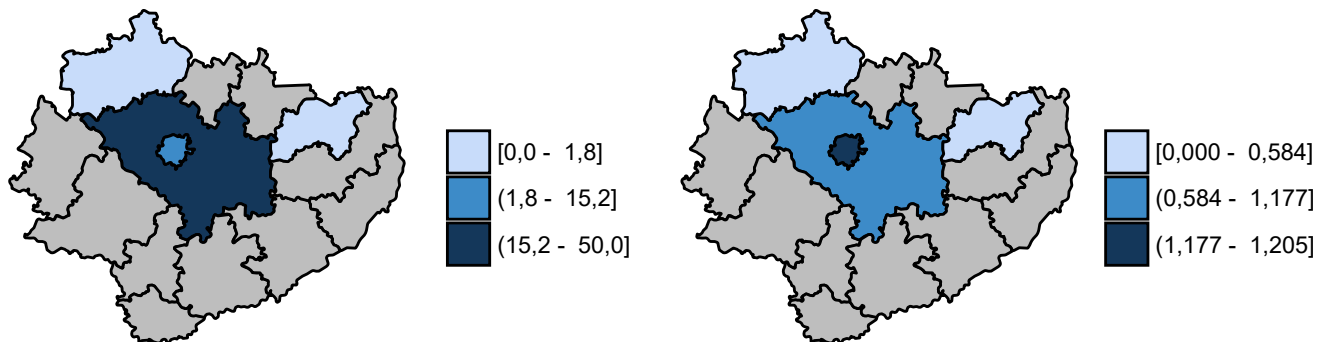 [0,0 - 1,8]
(1,8 - 15,2]
(15,2 - 50,0]
[0,000 - 0,584]
(0,584 - 1,177]
(1,177 - 1,205]